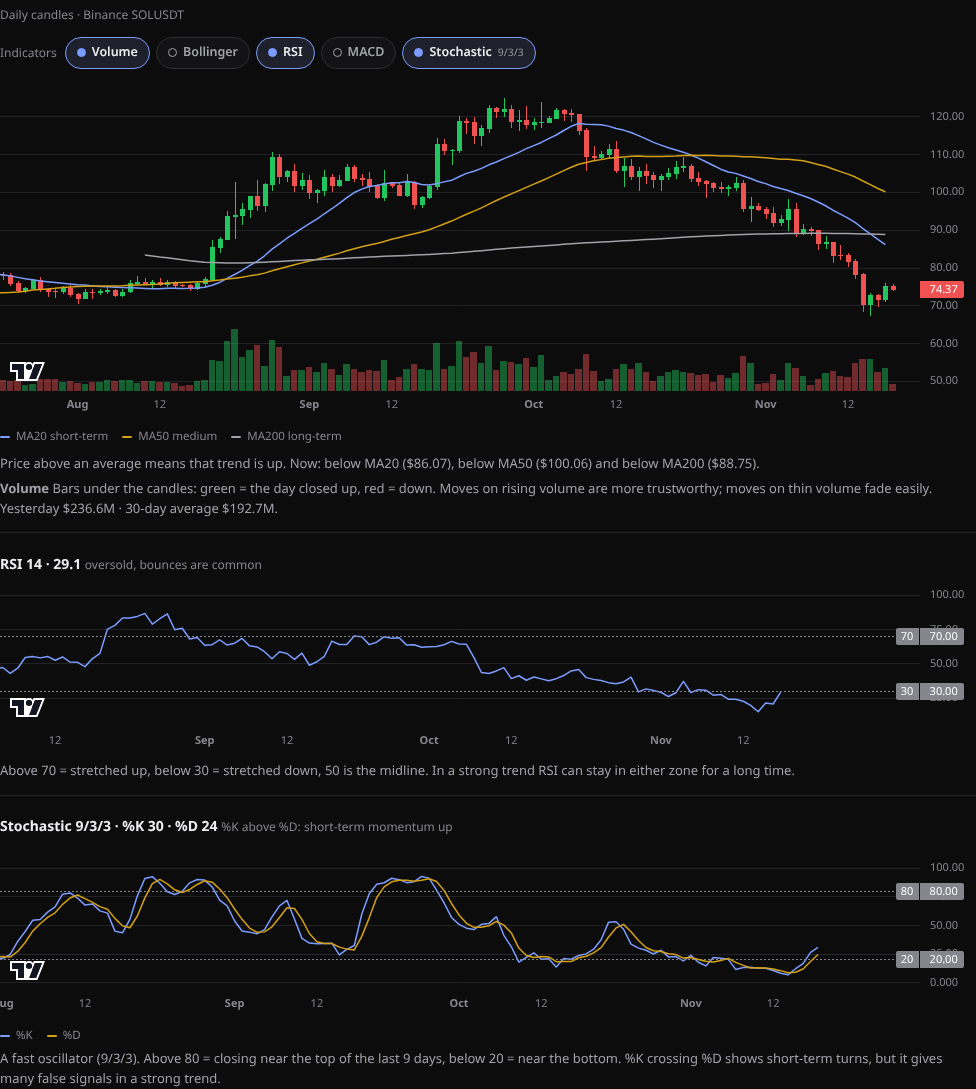 Daily candles · Binance SOLUSDT
Indicators Volume Bollinger RSI MACD Stochastic 9/3/3
120.00
110.00
100.00
90.00
80.00
74.37
70.00
60.00
50.00
Aug 12 Sep 12 Oct 12 Nov 12
MA20 short-term MA50 medium MA200 long-term
Price above an average means that trend is up. Now: below MA20 ($86.07), below MA50 ($100.06) and below MA200 ($88.75).
Volume Bars under the candles: green = the day closed up, red = down. Moves on rising volume are more trustworthy; moves on thin volume fade easily.
Yesterday $236.6M · 30-day average $192.7M.
RSI 14 · 29.1 oversold, bounces are common
100.00
75.00
70 70.00
50.00
30 30.00
25.00
12 Sep 12 Oct 12 Nov 12
Above 70 = stretched up, below 30 = stretched down, 50 is the midline. In a strong trend RSI can stay in either zone for a long time.
Stochastic 9/3/3 · %K 30 · %D 24 %K above %D: short-term momentum up
100.00
80 80.00
50.00
25.00
20 20.00
0.000
ug 12 Sep 12 Oct 12 Nov 12
%K %D
A fast oscillator (9/3/3). Above 80 = closing near the top of the last 9 days, below 20 = near the bottom. %K crossing %D shows short-term turns, but it gives
many false signals in a strong trend.